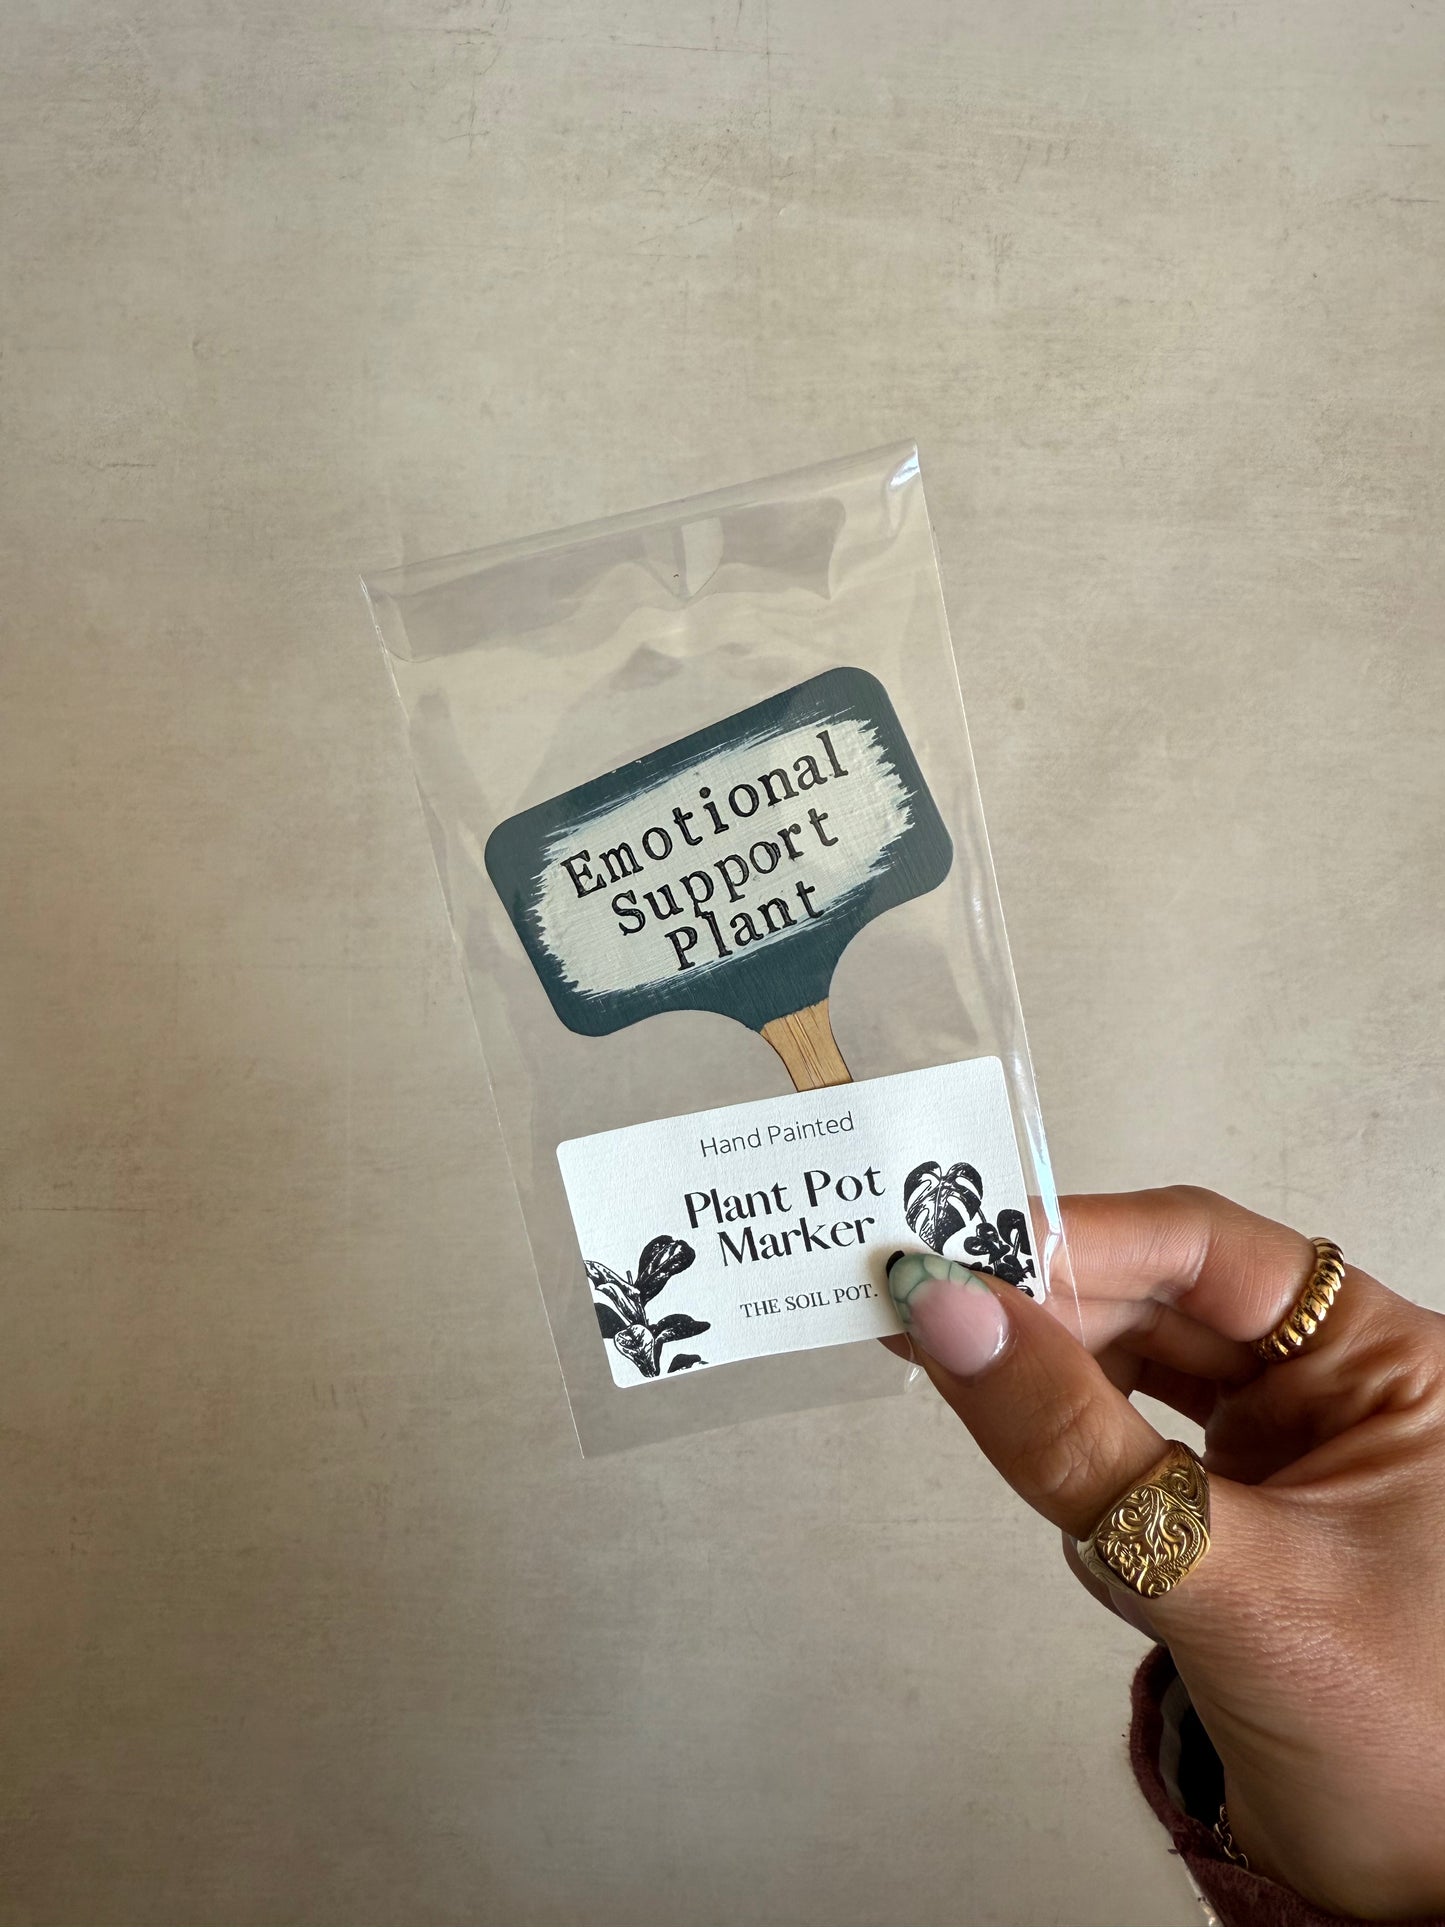 Emotional
Support
Plant
Hand Painted
Plant Pot
Marker
THE SOIL POT.